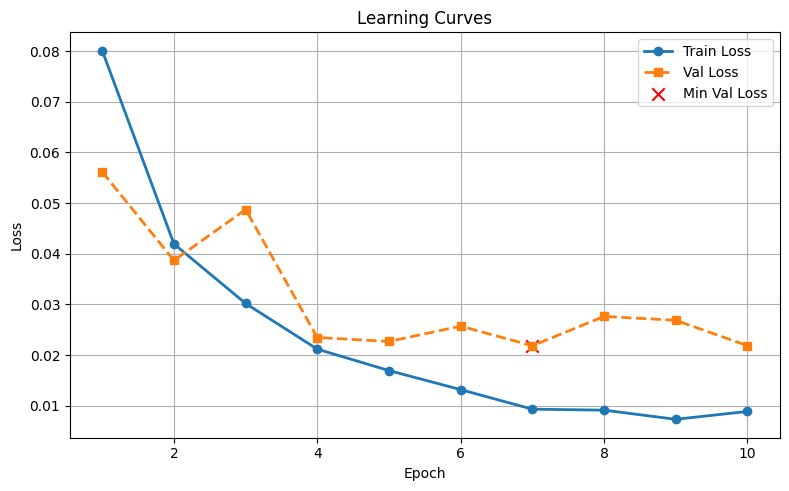 Learning Curves
Train Loss
Val Loss
Min Val Loss
0.08
0.07
0.06
0.05
0.04
0.03
0.02
0.01
Loss
2 4 6 8 10
Epoch